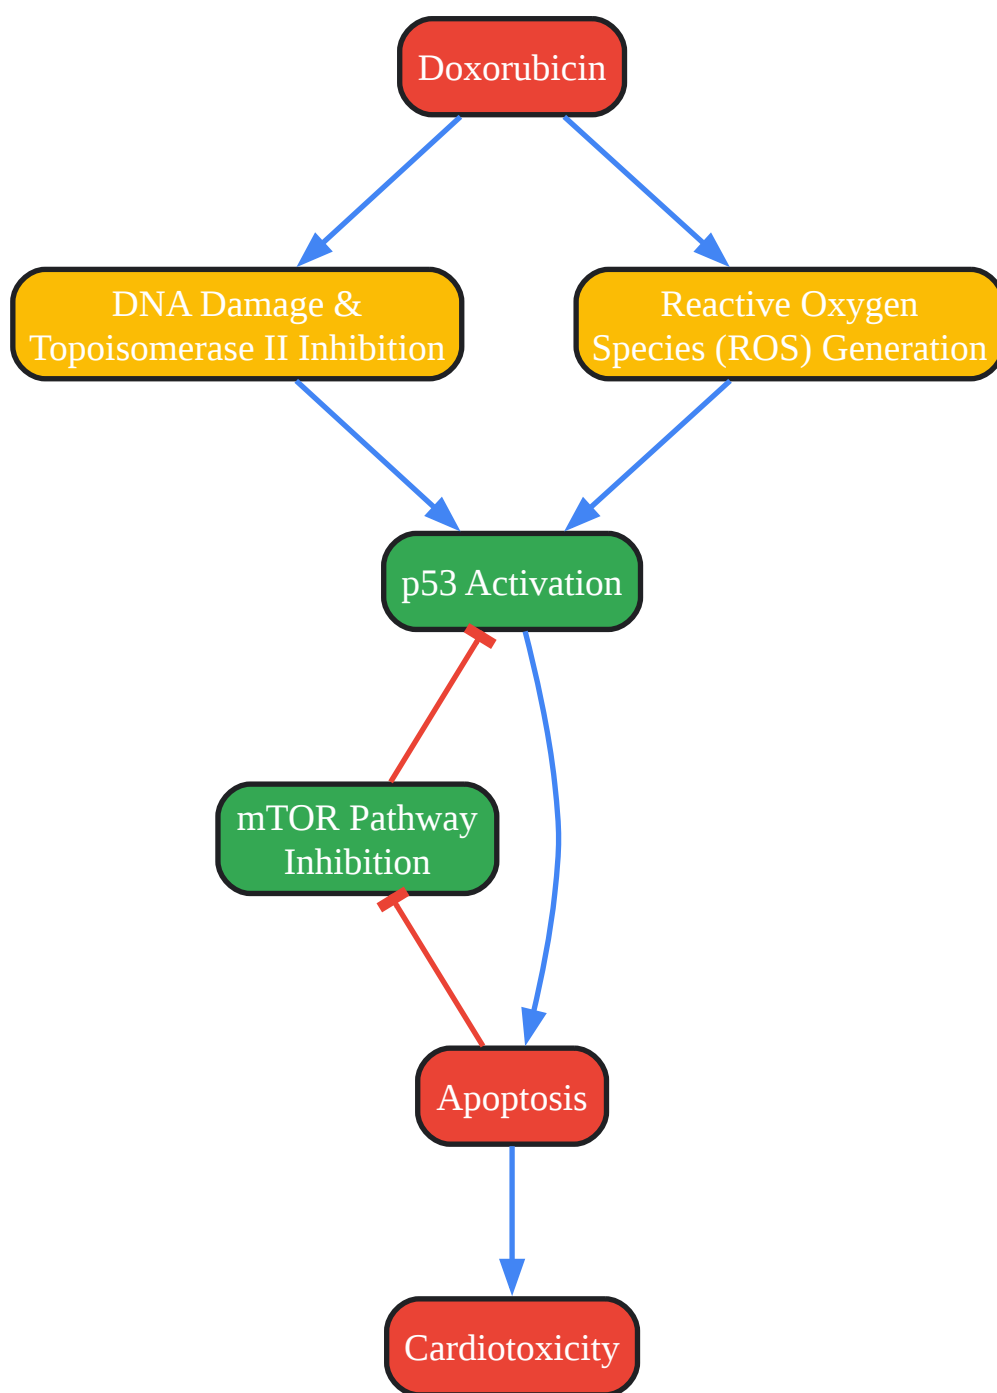 Doxorubicin
DNA Damage &
Topoisomerase II Inhibition
Reactive Oxygen
Species (ROS) Generation
p53 Activation
mTOR Pathway
Inhibition
Apoptosis
Cardiotoxicity